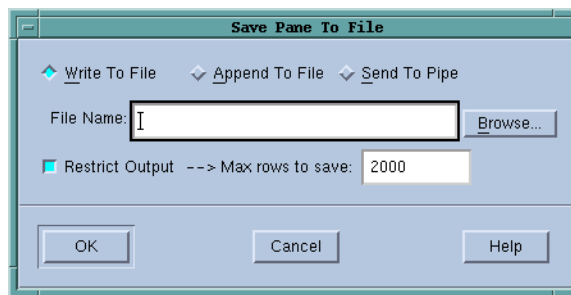 Save Pane To File
Write To File Append To File Send To Pipe
File Name: Browse...
Restrict Output --> Max rows to save: 2000
OK Cancel Help